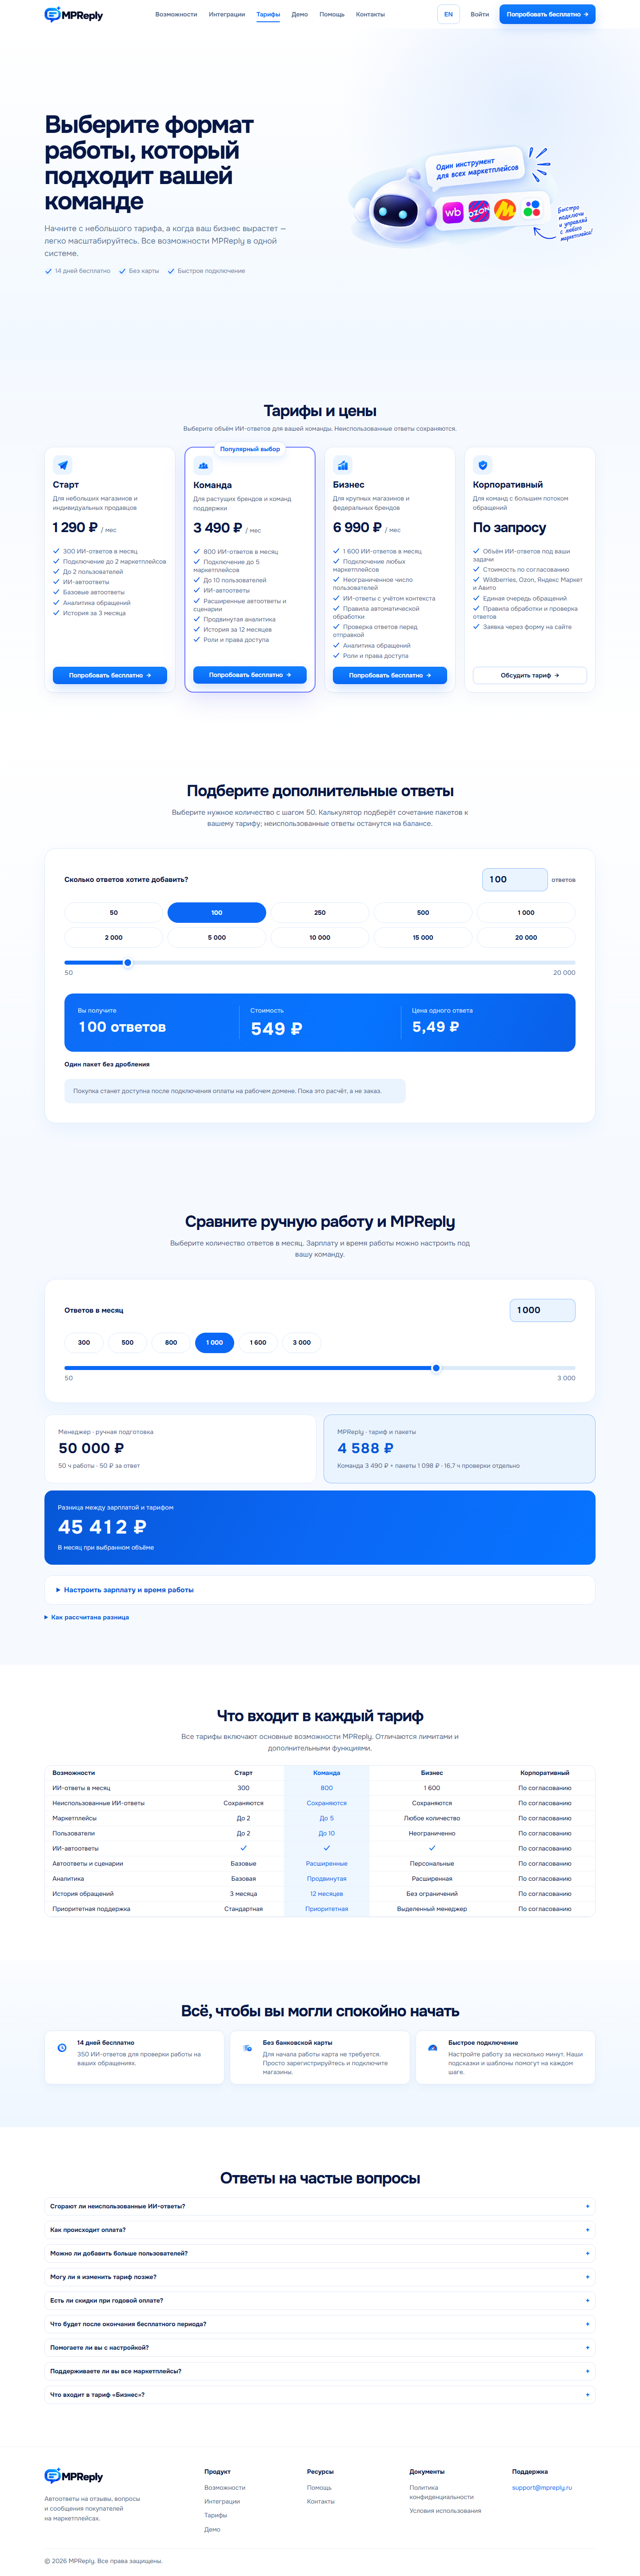 MPReply
Возможности Интеграции Тарифы Демо Помощь Контакты
EN
Войти
Попробовать бесплатно →
Выберите формат
работы, который
подходит вашей
команде
Начните с небольшого тарифа, а когда ваш бизнес вырастет —
легко масштабируйтесь. Все возможности MPReply в одной
системе.
14 дней бесплатно
Без карты
Быстрое подключение
Один инструмент
для всех маркетплейсов
wb
OZON
Быстро
подключи
и управляй
с любого
маркетплейса!
Тарифы и цены
Выберите объём ИИ-ответов для вашей команды. Неиспользованные ответы сохраняются.
Старт
Для небольших магазинов и
индивидуальных продавцов
1 290 ₽ / мес
300 ИИ-ответов в месяц
Подключение до 2 маркетплейсов
До 2 пользователей
ИИ-автоответы
Базовые автоответы
Аналитика обращений
История за 3 месяца
Попробовать бесплатно →
Популярный выбор
Команда
Для растущих брендов и команд
поддержки
3 490 ₽ / мес
800 ИИ-ответов в месяц
Подключение до 5
маркетплейсов
До 10 пользователей
ИИ-автоответы
Расширенные автоответы и
сценарии
Продвинутая аналитика
История за 12 месяцев
Роли и права доступа
Попробовать бесплатно →
Бизнес
Для крупных магазинов и
федеральных брендов
6 990 ₽ / мес
1 600 ИИ-ответов в месяц
Подключение любых
маркетплейсов
Неограниченное число
пользователей
ИИ-ответы с учётом контекста
Правила автоматической
обработки
Проверка ответов перед
отправкой
Аналитика обращений
Роли и права доступа
Попробовать бесплатно →
Корпоративный
Для команд с большим потоком
обращений
По запросу
Объём ИИ-ответов под ваши
задачи
Стоимость по согласованию
Wildberries, Ozon, Яндекс Маркет
и Авито
Единая очередь обращений
Правила обработки и проверка
ответов
Заявка через форму на сайте
Обсудить тариф →
Подберите дополнительные ответы
Выберите нужное количество с шагом 50. Калькулятор подберёт сочетание пакетов к
вашему тарифу; неиспользованные ответы останутся на балансе.
Сколько ответов хотите добавить?
100 ответов
50 100 250 500 1 000
2 000 5 000 10 000 15 000 20 000
50 20 000
Вы получите
100 ответов
Стоимость
549 ₽
Цена одного ответа
5,49 ₽
Один пакет без дробления
Покупка станет доступна после подключения оплаты на рабочем домене. Пока это расчёт, а не заказ.
Сравните ручную работу и MPReply
Выберите количество ответов в месяц. Зарплату и время работы можно настроить под
вашу команду.
Ответов в месяц
1000
300 500 800 1 000 1 600 3 000
50 3 000
Менеджер · ручная подготовка
50 000 ₽
50 ч работы · 50 ₽ за ответ
MPReply · тариф и пакеты
4 588 ₽
Команда 3 490 ₽ + пакеты 1 098 ₽ · 16,7 ч проверки отдельно
Разница между зарплатой и тарифом
45 412 ₽
В месяц при выбранном объёме
Настроить зарплату и время работы
Как рассчитана разница
Что входит в каждый тариф
Все тарифы включают основные возможности MPReply. Отличаются лимитами и
дополнительными функциями.
Возможности Старт Команда Бизнес Корпоративный
ИИ-ответы в месяц 300 800 1 600 По согласованию
Неиспользованные ИИ-ответы Сохраняются Сохраняются Сохраняются По согласованию
Маркетплейсы До 2 До 5 Любое количество По согласованию
Пользователи До 2 До 10 Неограниченно По согласованию
ИИ-автоответы ✓ ✓ ✓ По согласованию
Автоответы и сценарии Базовые Расширенные Персональные По согласованию
Аналитика Базовая Продвинутая Расширенная По согласованию
История обращений 3 месяца 12 месяцев Без ограничений По согласованию
Приоритетная поддержка Стандартная Приоритетная Выделенный менеджер По согласованию
Всё, чтобы вы могли спокойно начать
14 дней бесплатно
350 ИИ-ответов для проверки работы на
ваших обращениях.
Без банковской карты
Для начала работы карта не требуется.
Просто зарегистрируйтесь и подключите
магазины.
Быстрое подключение
Настройте работу за несколько минут. Наши
подсказки и шаблоны помогут на каждом
шаге.
Ответы на частые вопросы
Сгорают ли неиспользованные ИИ-ответы? +
Как происходит оплата? +
Можно ли добавить больше пользователей? +
Могу ли я изменить тариф позже? +
Есть ли скидки при годовой оплате? +
Что будет после окончания бесплатного периода? +
Помогаете ли вы с настройкой? +
Поддерживаете ли вы все маркетплейсы? +
Что входит в тариф «Бизнес»? +
MPReply
Автоответы на отзывы, вопросы
и сообщения покупателей
на маркетплейсах.
Продукт
Возможности
Интеграции
Тарифы
Демо
Ресурсы
Помощь
Контакты
Документы
Политика
конфиденциальности
Условия использования
Поддержка
support@mpreply.ru
© 2026 MPReply. Все права защищены.